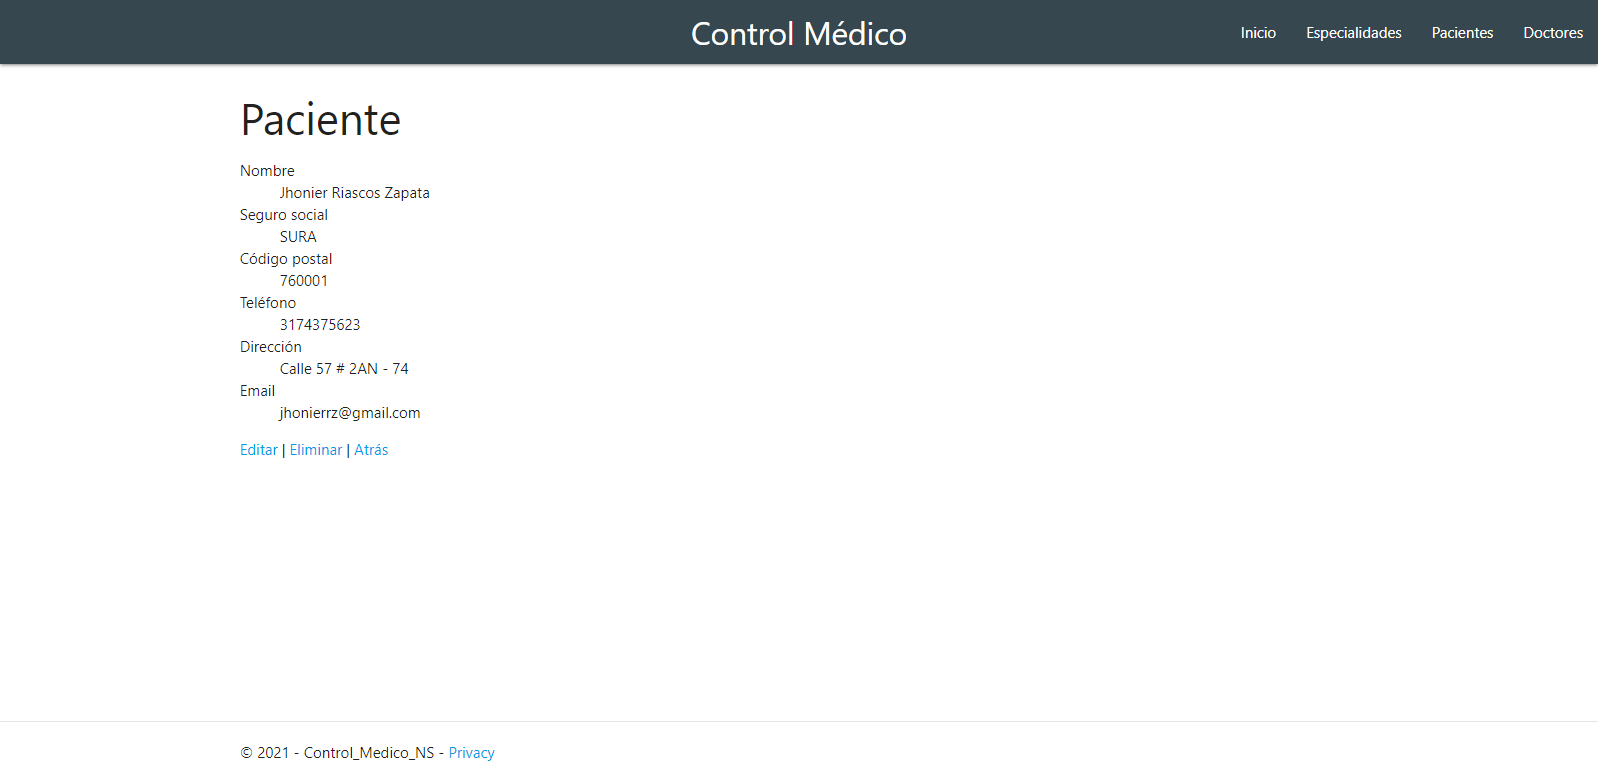 Control Médico
Inicio Especialidades Pacientes Doctores
Paciente
Nombre
Jhonier Riascos Zapata
Seguro social
SURA
Código postal
760001
Teléfono
3174375623
Dirección
Calle 57 # 2AN - 74
Email
jhonierrz@gmail.com
Editar | Eliminar | Atrás
© 2021 - Control_Medico_NS - Privacy